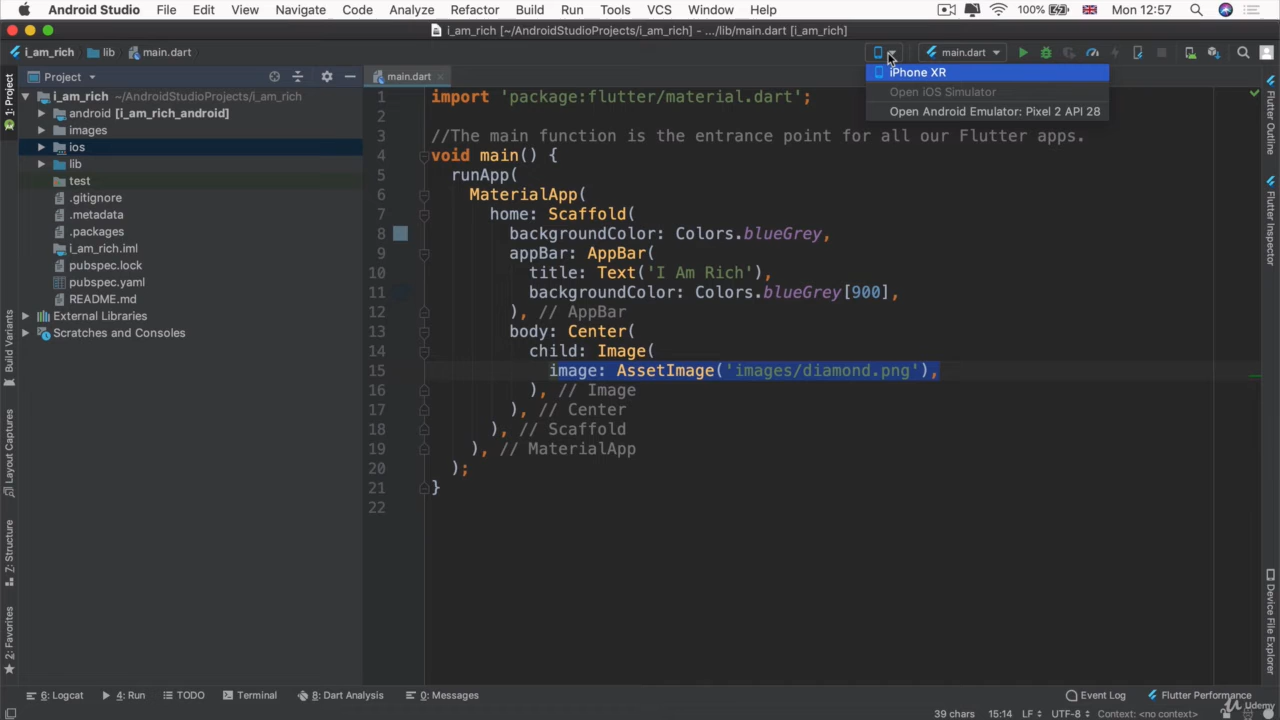 Android Studio File Edit View Navigate Code Analyze Refactor Build Run Tools VCS Window Help 100% Mon 12:57
i_am_rich [~/AndroidStudioProjects/i_am_rich] - .../lib/main.dart [i_am_rich]
i_am_rich lib main.dart
main.dart
iPhone XR
Open iOS Simulator
Open Android Emulator: Pixel 2 API 28
Project
main.dart
i_am_rich ~/AndroidStudioProjects/i_am_rich
android [i_am_rich_android]
images
ios
lib
test
.gitignore
.metadata
.packages
i_am_rich.iml
pubspec.lock
pubspec.yaml
README.md
External Libraries
Scratches and Consoles
1 import 'package:flutter/material.dart';
2
3 //The main function is the entrance point for all our Flutter apps.
4 void main() {
5 runApp(
6 MaterialApp(
7 home: Scaffold(
8 backgroundColor: Colors.blueGrey,
9 appBar: AppBar(
10 title: Text('I Am Rich'),
11 backgroundColor: Colors.blueGrey[900],
12 ), // AppBar
13 body: Center(
14 child: Image(
15 image: AssetImage('images/diamond.png'),
16 ), // Image
17 ), // Center
18 ), // Scaffold
19 ), // MaterialApp
20 );
21 }
22
1: Project
Build Variants
Layout Captures
Z: Structure
2: Favorites
Flutter Outline
Flutter Inspector
Device File Explorer
6: Logcat 4: Run TODO Terminal 8: Dart Analysis 0: Messages Event Log Flutter Performance
39 chars 15:14 LF UTF-8 Context: <no context>
Udemy